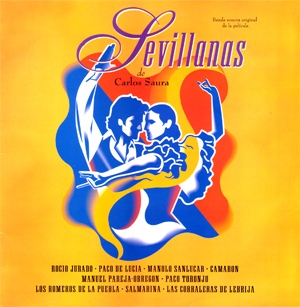 Banda sonora original
de la película
Sevillanas
de
Carlos Saura
ROCIO JURADO · PACO DE LUCIA · MANOLO SANLUCAR · CAMARON
MANUEL PAREJA-OBREGON · PACO TORONJO
LOS ROMEROS DE LA PUEBLA · SALMARINA · LAS CORRALERAS DE LEBRIJA